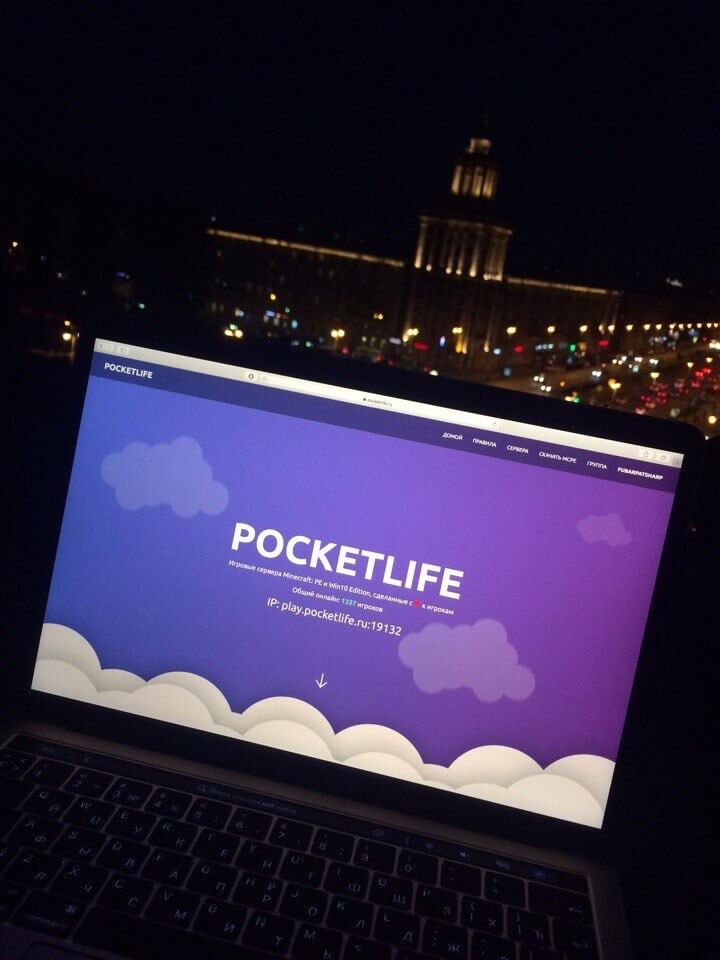 pocketlife.ru
POCKETLIFE
ДОМОЙ ПРАВИЛА СЕРВЕРА СКАЧАТЬ MCPE ГРУППА FUBARPATSHARP
POCKETLIFE
Игровые сервера Minecraft: PE и Win10 Edition, сделанные с к игрокам
Общий онлайн: 1337 игроков
IP: play.pocketlife.ru:19132
command